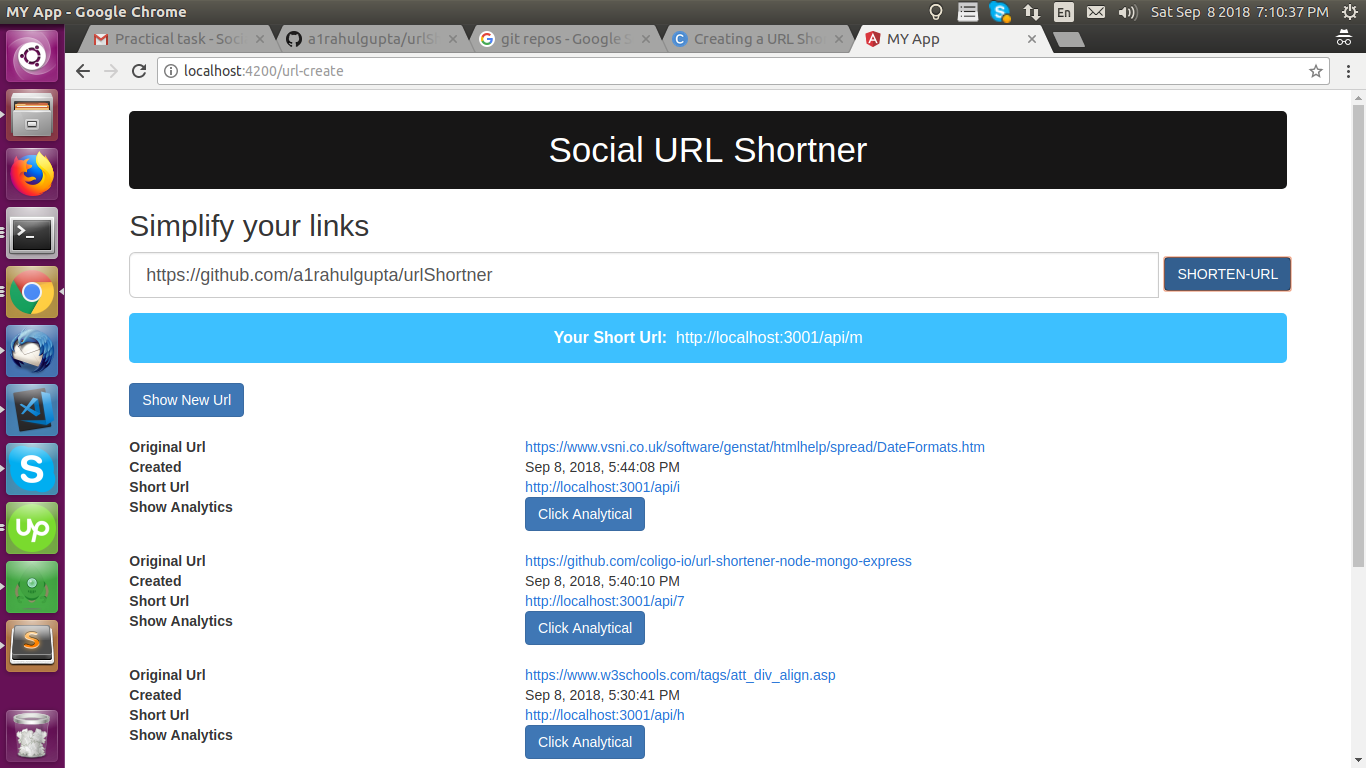 MY App - Google Chrome
En
Sat Sep 8 2018 7:10:37 PM
Practical task - Soci
a1rahulgupta/urlSh
git repos - Google S
Creating a URL Shor
MY App
localhost:4200/url-create
Social URL Shortner
Simplify your links
https://github.com/a1rahulgupta/urlShortner
SHORTEN-URL
Your Short Url: http://localhost:3001/api/m
Show New Url
Original Url https://www.vsni.co.uk/software/genstat/htmlhelp/spread/DateFormats.htm
Created Sep 8, 2018, 5:44:08 PM
Short Url http://localhost:3001/api/i
Show Analytics Click Analytical
Original Url https://github.com/coligo-io/url-shortener-node-mongo-express
Created Sep 8, 2018, 5:40:10 PM
Short Url http://localhost:3001/api/7
Show Analytics Click Analytical
Original Url https://www.w3schools.com/tags/att_div_align.asp
Created Sep 8, 2018, 5:30:41 PM
Short Url http://localhost:3001/api/h
Show Analytics Click Analytical